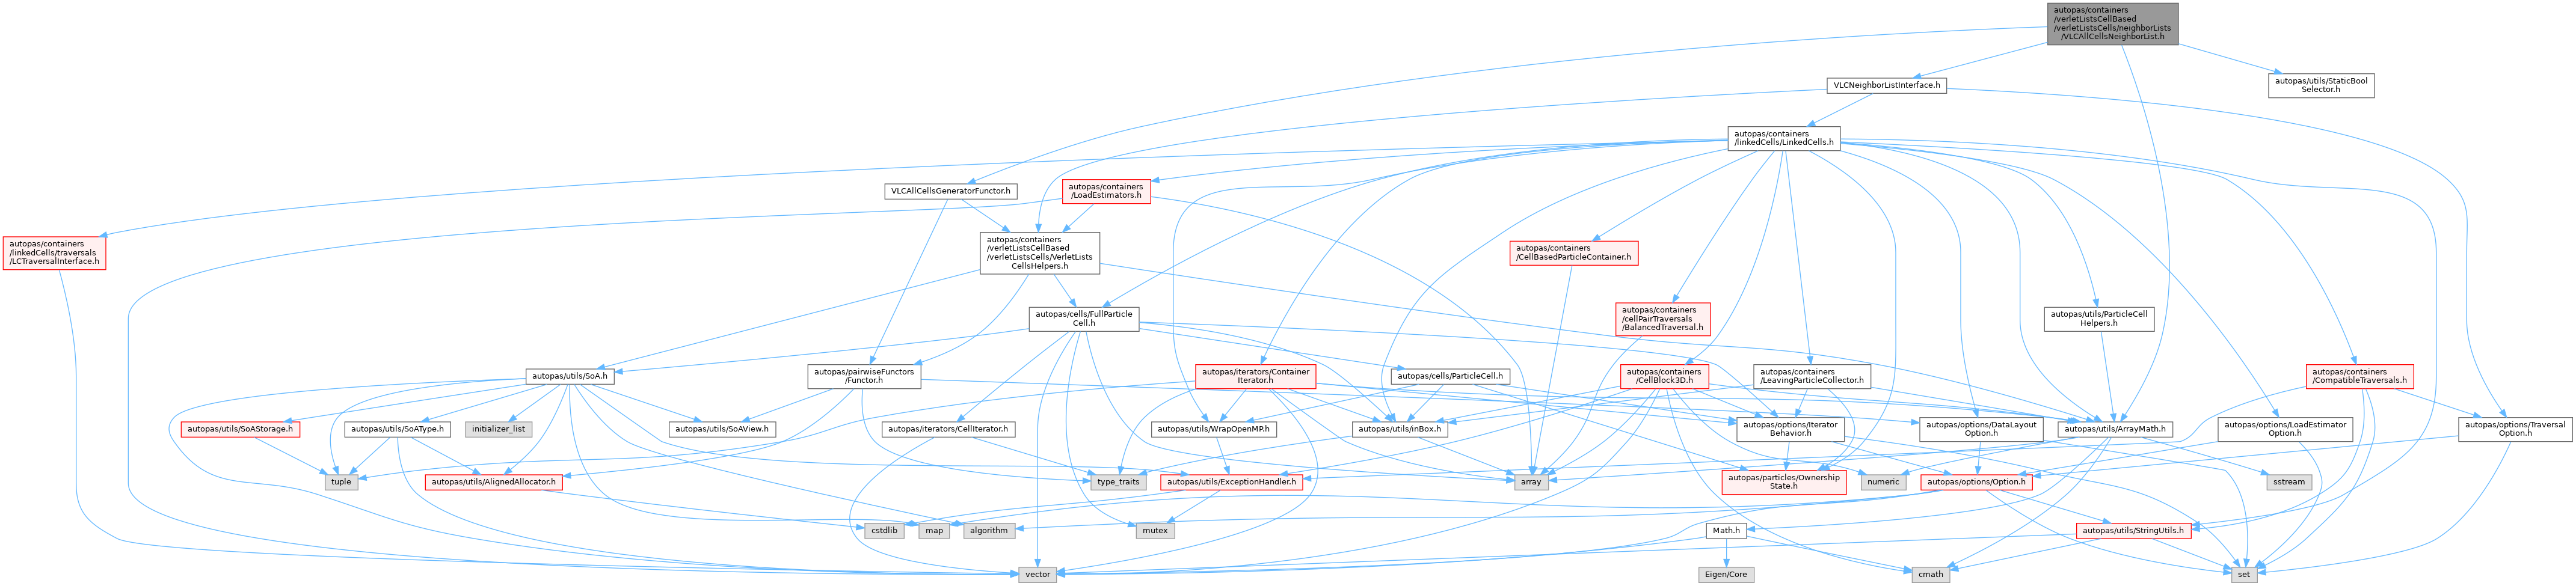 autopas/containers
/verletListsCellBased
/verletListsCells/neighborLists
/VLCAllCellsNeighborList.h
autopas/utils/StaticBool
Selector.h
VLCNeighborListInterface.h
autopas/containers
/linkedCells/LinkedCells.h
VLCAllCellsGeneratorFunctor.h
autopas/containers
/LoadEstimators.h
autopas/containers
/linkedCells/traversals
/LCTraversalInterface.h
autopas/containers
/verletListsCellBased
/verletListsCells/VerletLists
CellsHelpers.h
autopas/containers
/CellBasedParticleContainer.h
autopas/cells/FullParticle
Cell.h
autopas/containers
/cellPairTraversals
/BalancedTraversal.h
autopas/utils/ParticleCell
Helpers.h
autopas/utils/SoA.h
autopas/pairwiseFunctors
/Functor.h
autopas/iterators/Container
Iterator.h
autopas/cells/ParticleCell.h
autopas/containers
/CellBlock3D.h
autopas/containers
/LeavingParticleCollector.h
autopas/containers
/CompatibleTraversals.h
autopas/utils/SoAStorage.h
autopas/utils/SoAType.h
initializer_list
autopas/utils/SoAView.h
autopas/iterators/CellIterator.h
autopas/utils/WrapOpenMP.h
autopas/utils/inBox.h
autopas/options/Iterator
Behavior.h
autopas/options/DataLayout
Option.h
autopas/utils/ArrayMath.h
autopas/options/LoadEstimator
Option.h
autopas/options/Traversal
Option.h
tuple
autopas/utils/AlignedAllocator.h
type_traits
autopas/utils/ExceptionHandler.h
array
autopas/particles/Ownership
State.h
numeric
autopas/options/Option.h
sstream
cstdlib
map
algorithm
mutex
Math.h
autopas/utils/StringUtils.h
vector
Eigen/Core
cmath
set